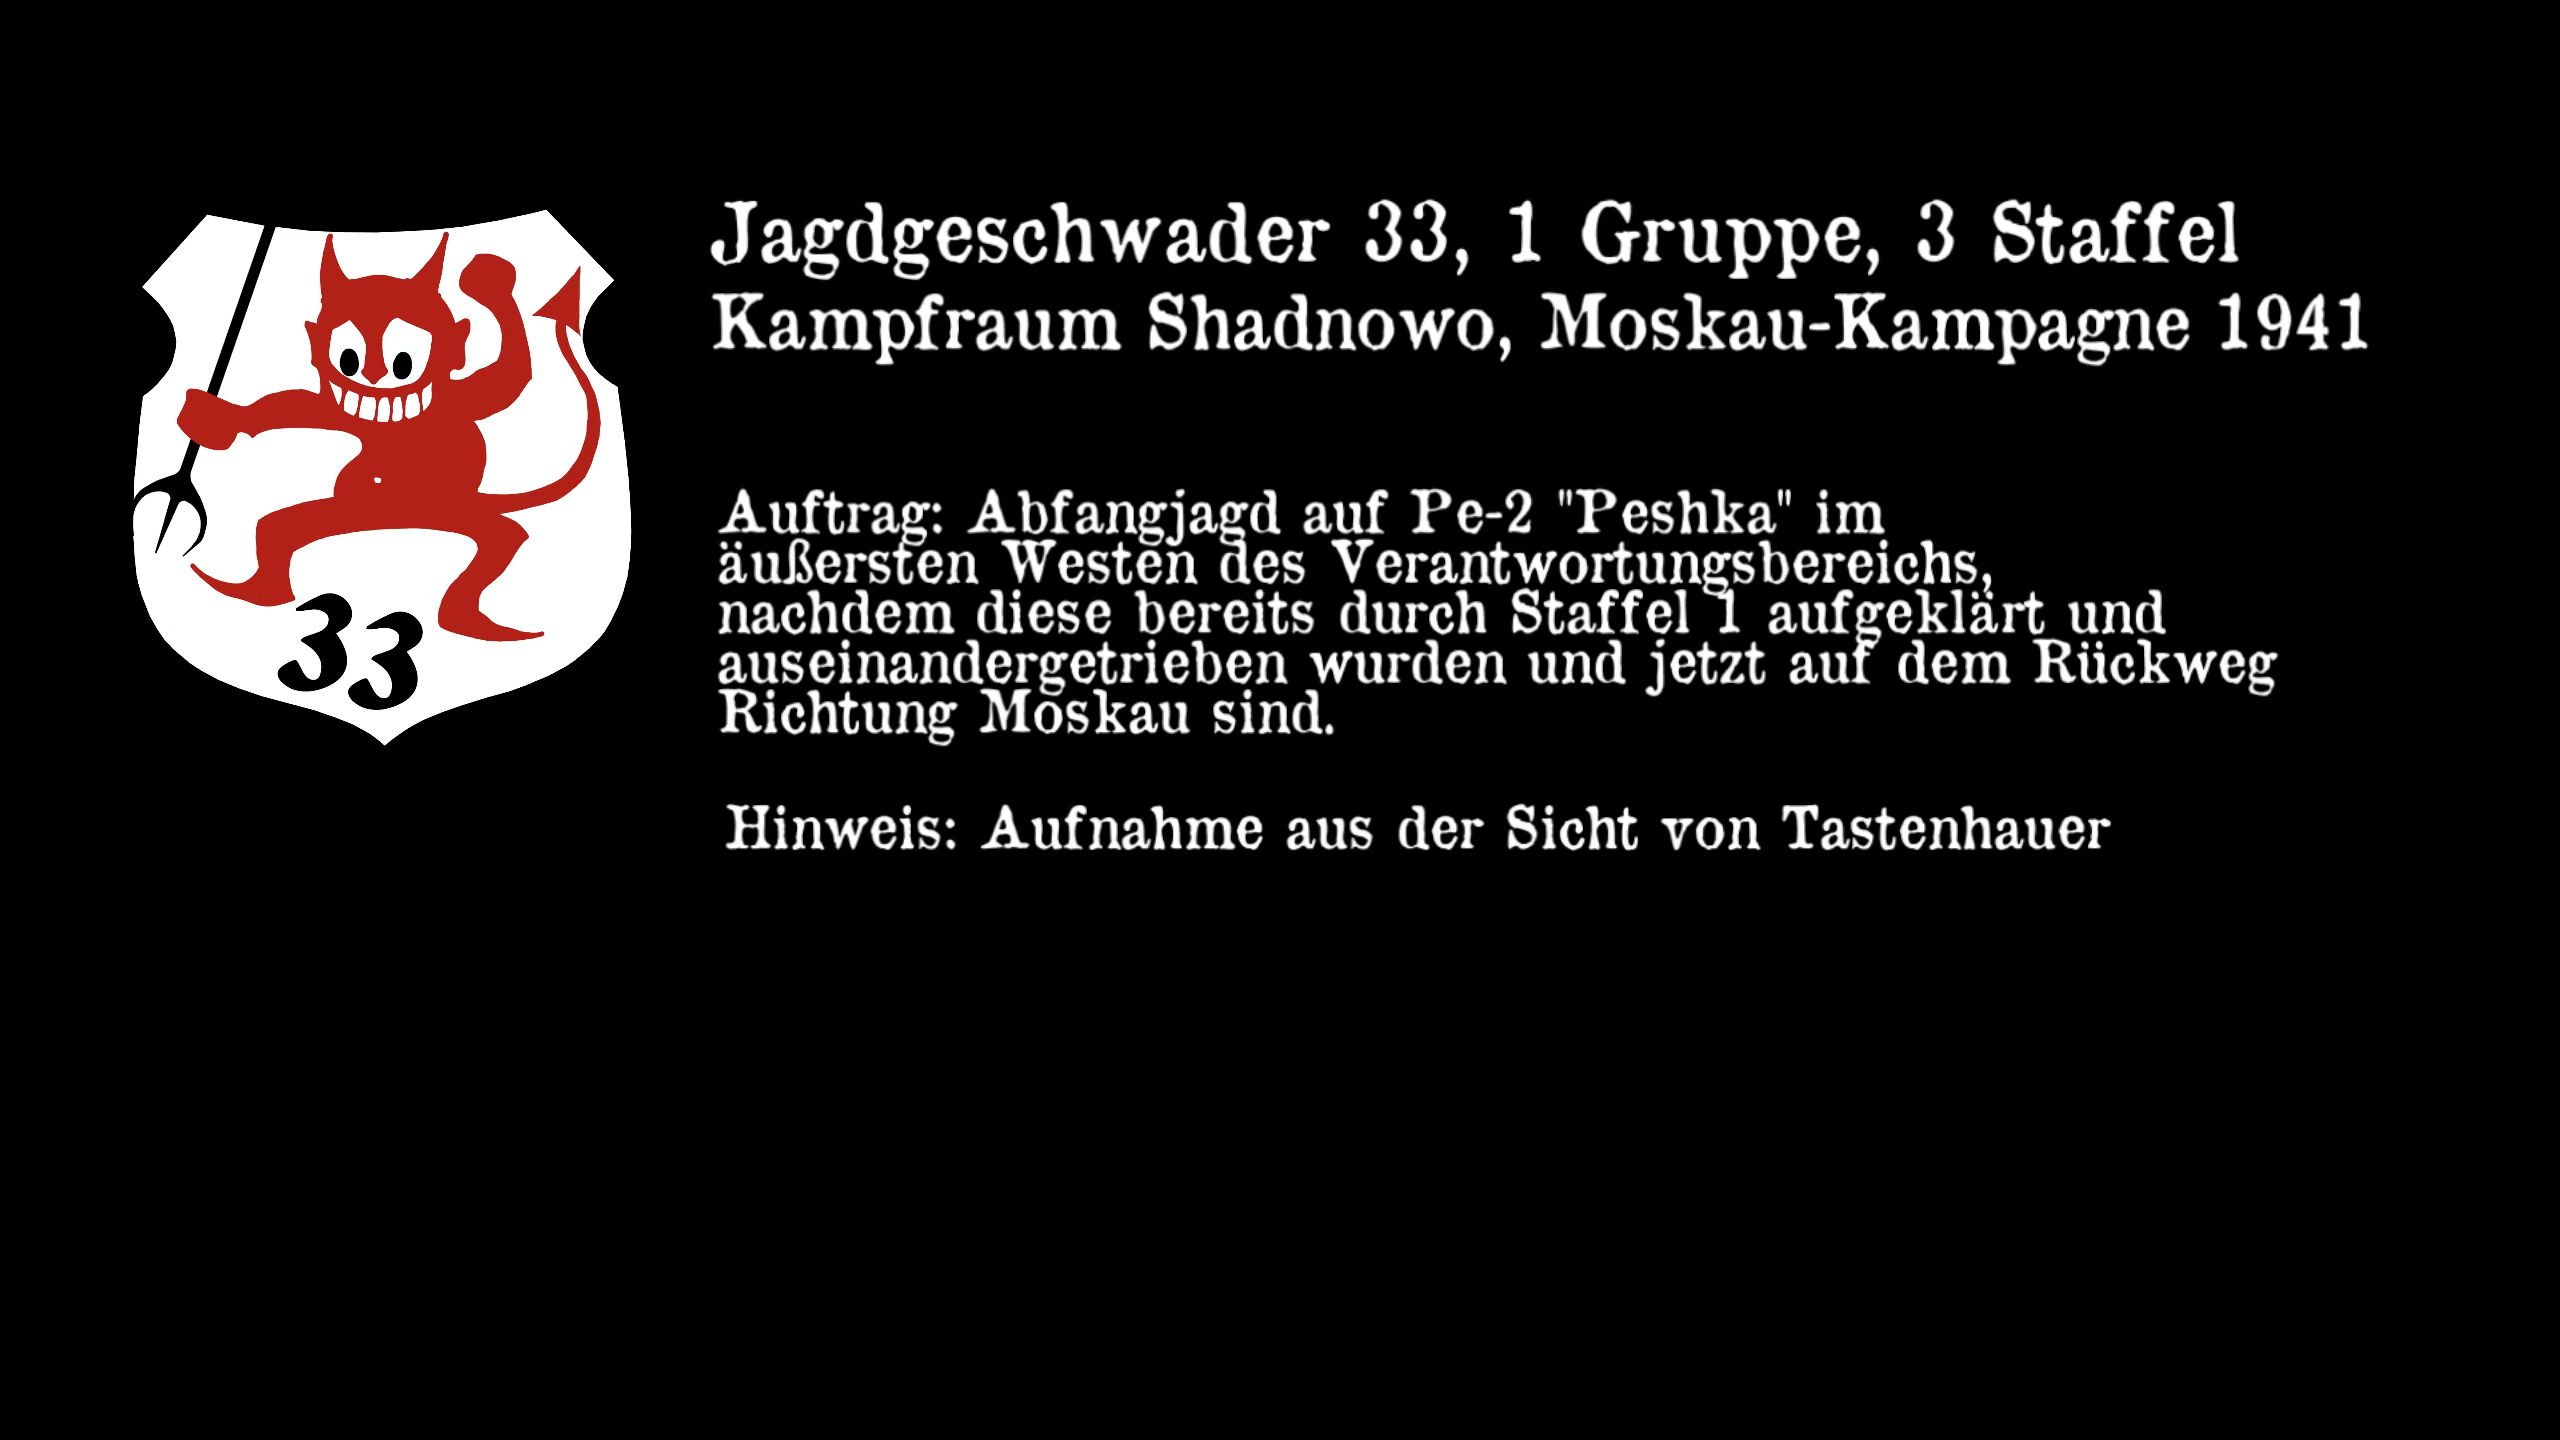 33
Jagdgeschwader 33, 1 Gruppe, 3 Staffel
Kampfraum Shadnowo, Moskau-Kampagne 1941
Auftrag: Abfangjagd auf Pe-2 "Peshka" im
äußersten Westen des Verantwortungsbereichs,
nachdem diese bereits durch Staffel 1 aufgeklärt und
auseinandergetrieben wurden und jetzt auf dem Rückweg
Richtung Moskau sind.
Hinweis: Aufnahme aus der Sicht von Tastenhauer